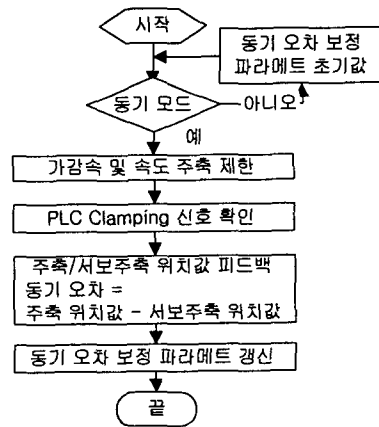 시작
동기 오차 보정
파라메트 초기값
동기 모드
아니오
예
가감속 및 속도 주축 제한
PLC Clamping 신호 확인
주축/서보주축 위치값 피드백
동기 오차 =
주축 위치값 - 서보주축 위치값
동기 오차 보정 파라메트 갱신
끝